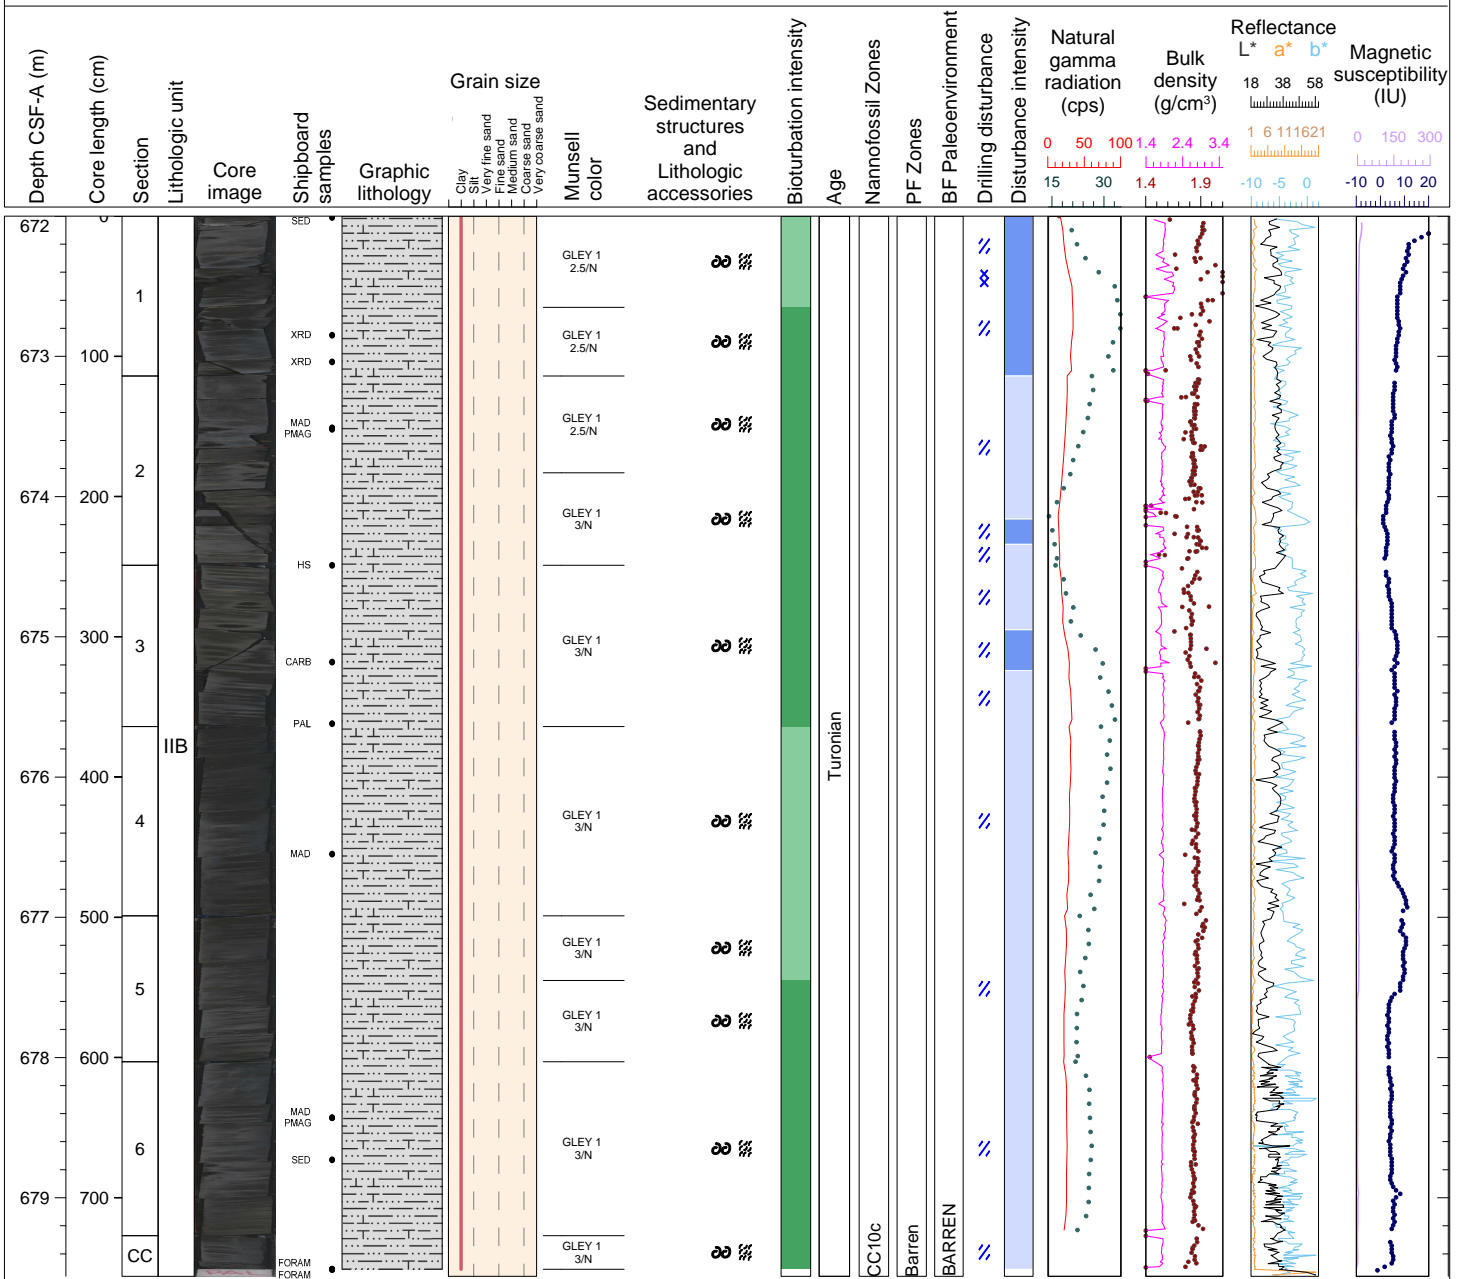 Depth CSF-A (m)
Core length (cm)
Section
Lithologic unit
Core
image
Shipboard
samples
Graphic
lithology
Grain size
Clay
Silt
Very fine sand
Fine sand
Medium sand
Coarse sand
Very coarse sand
Munsell
color
Sedimentary
structures
and
Lithologic
accessories
Bioturbation intensity
Age
Nannofossil Zones
PF Zones
BF Paleoenvironment
Drilling disturbance
Disturbance intensity
Natural
gamma
radiation
(cps)
0 50 100
15 30
Bulk
density
(g/cm³)
1.4 2.4 3.4
1.4 1.9
Reflectance
L* a* b*
18 38 58
1 6 11 16 21
-10 -5 0
Magnetic
susceptibility
(IU)
0 150 300
-10 0 10 20
672
673
674
675
676
677
678
679
0
100
200
300
400
500
600
700
1
2
3
4
5
6
CC
IIB
SED
XRD
XRD
MAD
PMAG
HS
CARB
PAL
MAD
MAD
PMAG
SED
FORAM
FORAM
GLEY 1
2.5/N
GLEY 1
2.5/N
GLEY 1
2.5/N
GLEY 1
3/N
GLEY 1
3/N
GLEY 1
3/N
GLEY 1
3/N
GLEY 1
3/N
GLEY 1
3/N
GLEY 1
3/N
Turonian
CC10c
Barren
BARREN